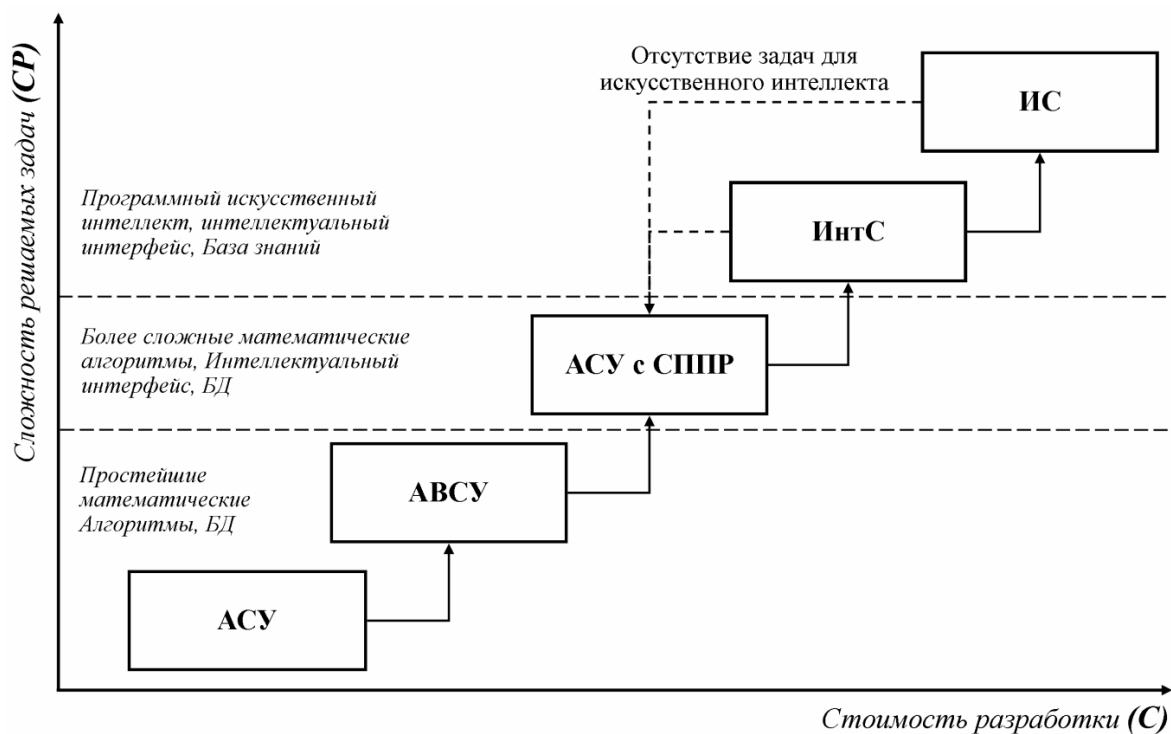 Сложность решаемых задач (СР)
Отсутствие задач для
искусственного интеллекта
ИС
Программный искусственный
интеллект, интеллектуальный
интерфейс, База знаний
ИнтС
Более сложные математические
алгоритмы, Интеллектуальный
интерфейс, БД
АСУ с СППР
Простейшие
математические
Алгоритмы, БД
АВСУ
АСУ
Стоимость разработки (С)